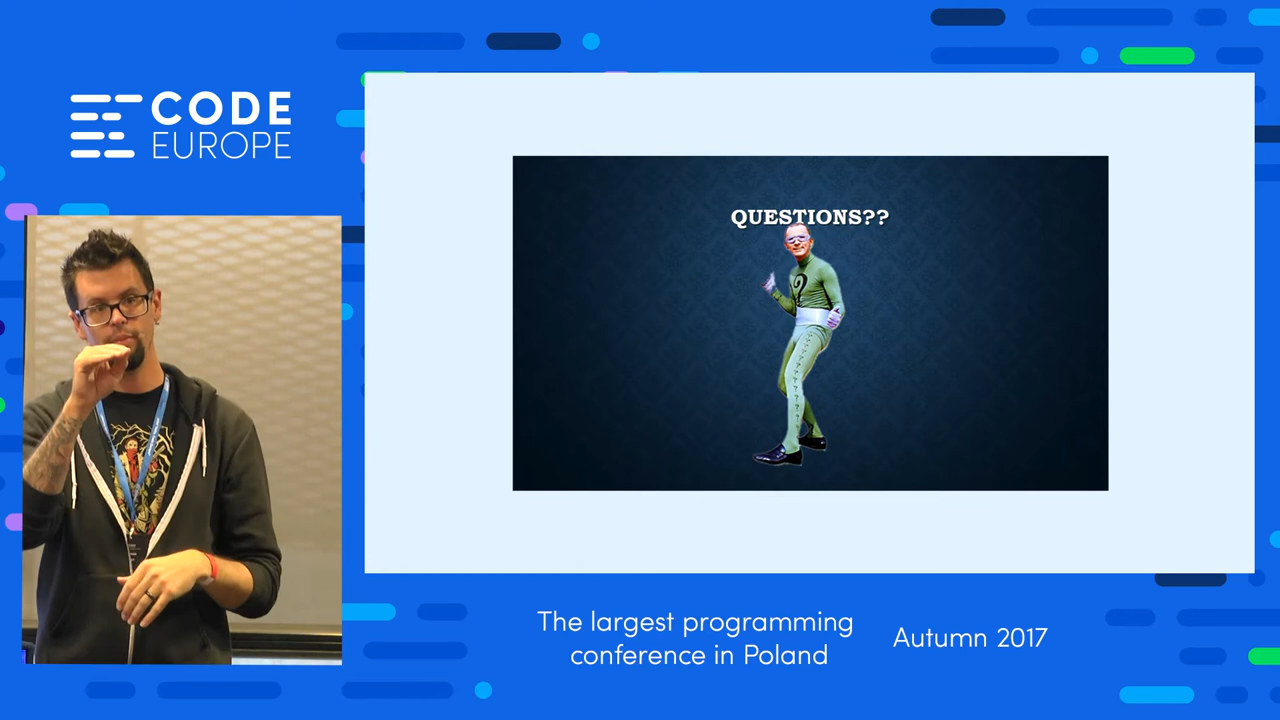 CODE
EUROPE
QUESTIONS??
?
The largest programming
conference in Poland
Autumn 2017